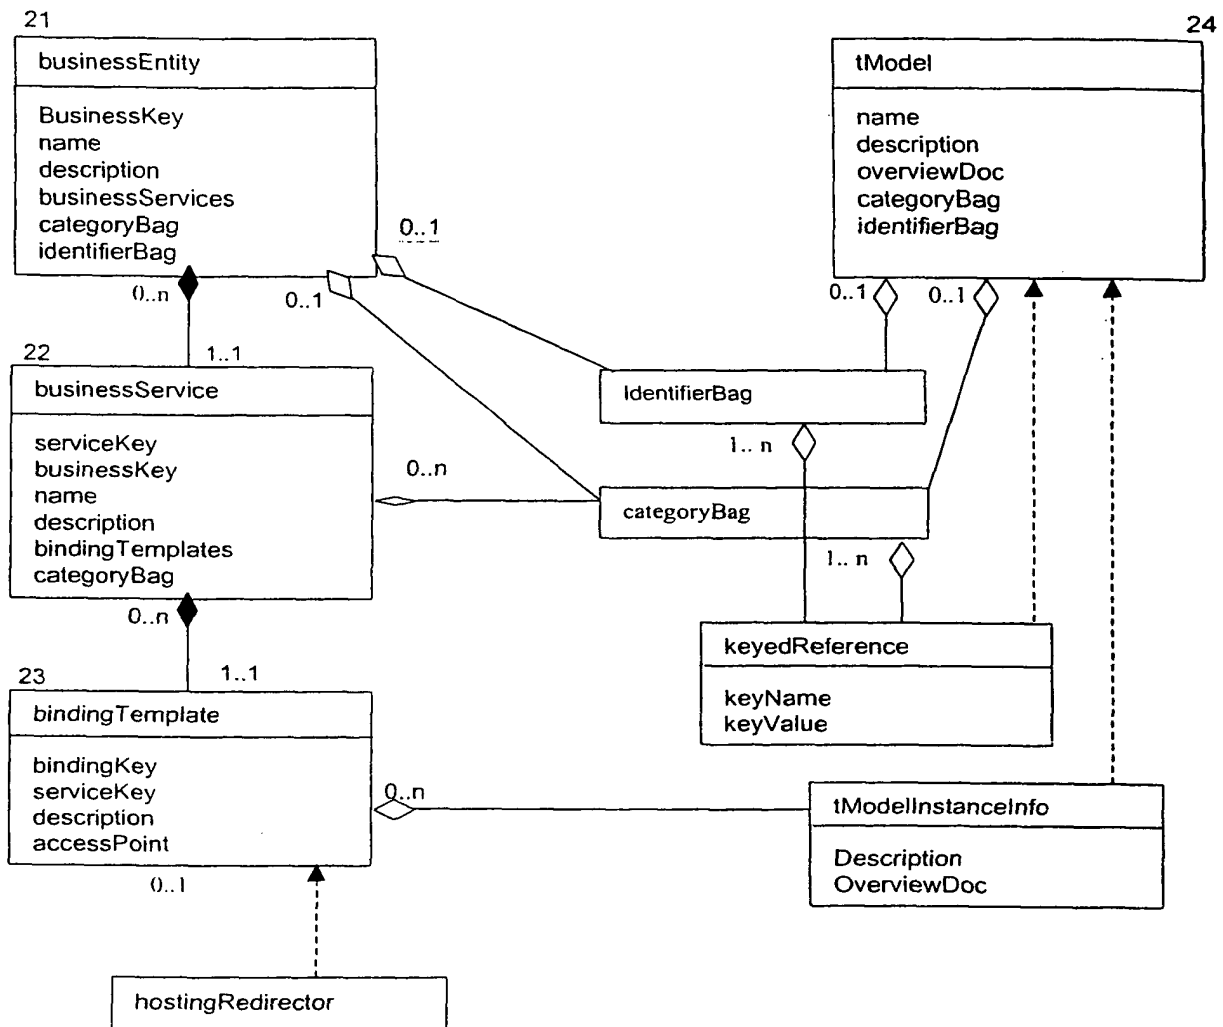 21
24
businessEntity
BusinessKey
name
description
businessServices
categoryBag
identifierBag
tModel
name
description
overviewDoc
categoryBag
identifierBag
0..1
0..n
0..1
0..1
0..1
22
1..1
businessService
serviceKey
businessKey
name
description
bindingTemplates
categoryBag
IdentifierBag
1.. n
0..n
categoryBag
1.. n
0..n
1..1
23
bindingTemplate
bindingKey
serviceKey
description
accessPoint
keyedReference
keyName
keyValue
0..n
tModelInstanceInfo
Description
OverviewDoc
0..1
hostingRedirector